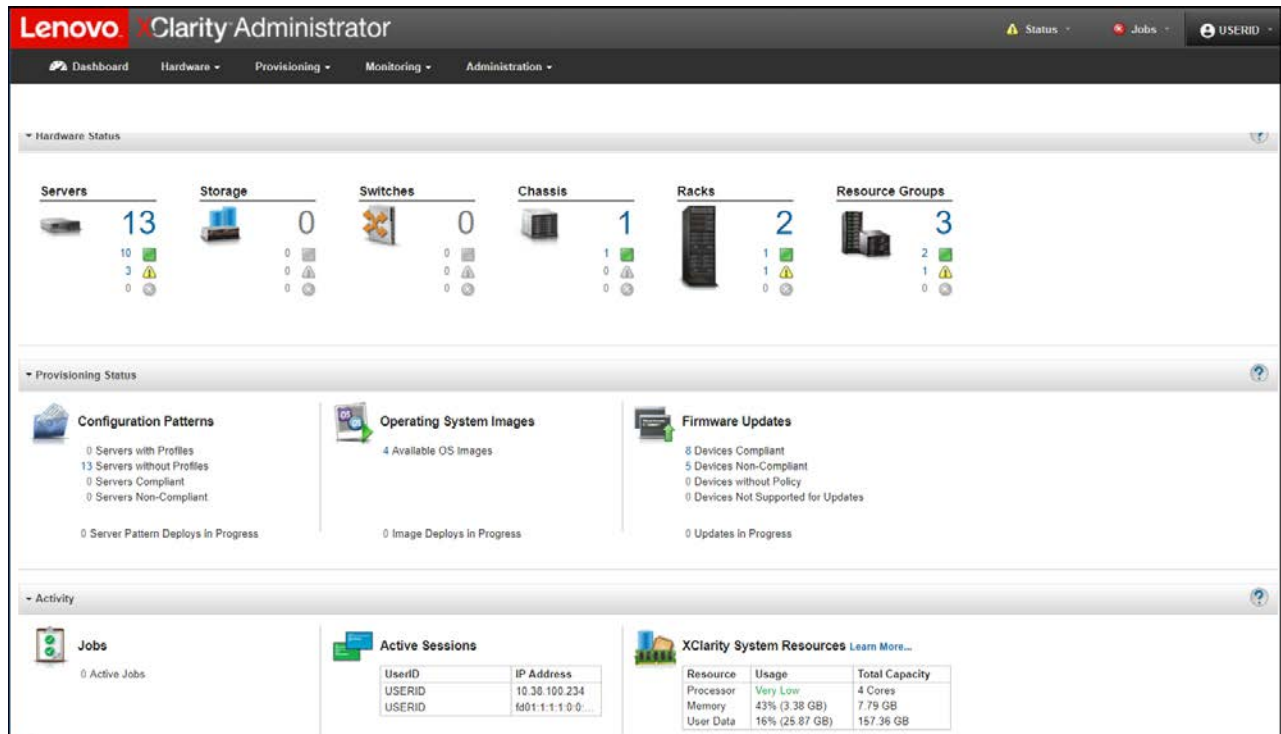 Lenovo. XClarity Administrator
Status Jobs USERID
Dashboard Hardware Provisioning Monitoring Administration
Hardware Status
Servers Storage Switches Chassis Racks Resource Groups
13 0 0 1 2 3
10 0 0 1 1 2
3 0 0 0 1 1
0 0 0 0 0 0
Provisioning Status
Configuration Patterns Operating System Images Firmware Updates
0 Servers with Profiles 4 Available OS Images 8 Devices Compliant
13 Servers without Profiles 5 Devices Non-Compliant
0 Servers Compliant 0 Devices without Policy
0 Servers Non-Compliant 0 Devices Not Supported for Updates
0 Server Pattern Deploys in Progress 0 Image Deploys in Progress 0 Updates in Progress
Activity
Jobs Active Sessions XClarity System Resources Learn More...
0 Active Jobs UserID IP Address Resource Usage Total Capacity
USERID 10.38.100.234 Processor Very Low 4 Cores
USERID fd01:1:1:1:0:0:... Memory 43% (3.38 GB) 7.79 GB
User Data 16% (25.87 GB) 157.36 GB